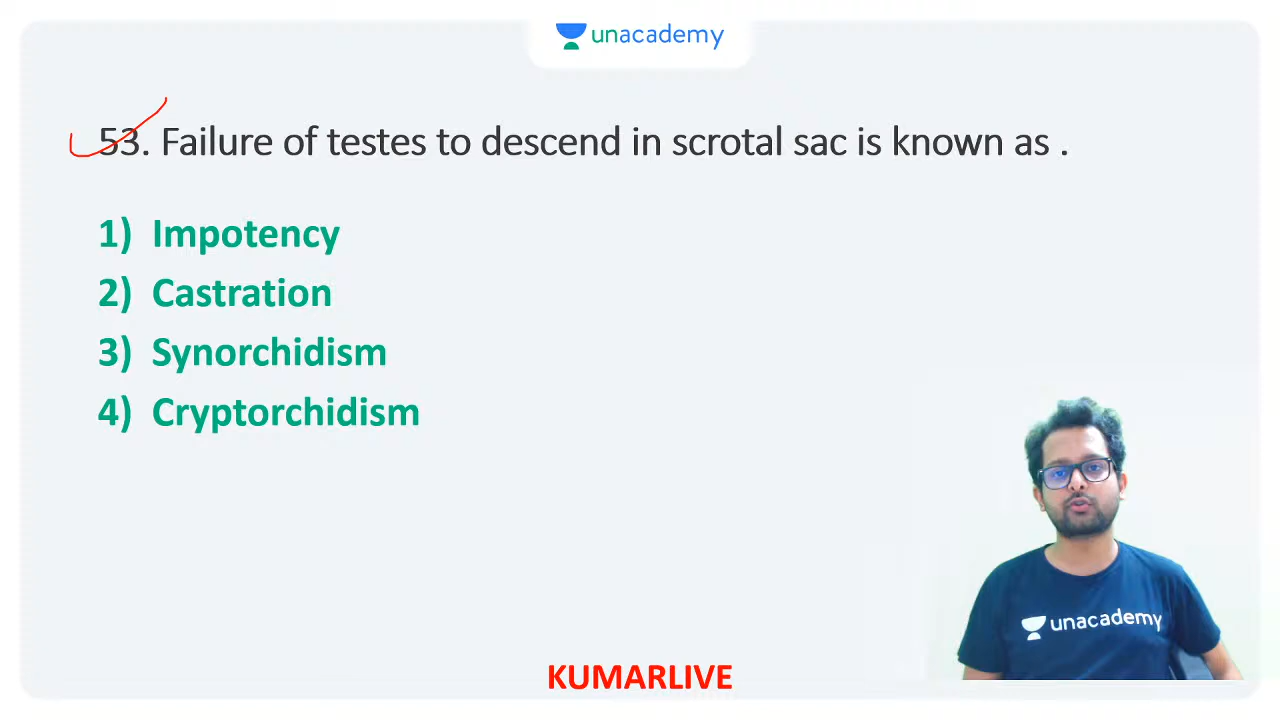 unacademy
53. Failure of testes to descend in scrotal sac is known as .
1) Impotency
2) Castration
3) Synorchidism
4) Cryptorchidism
unacademy
KUMARLIVE